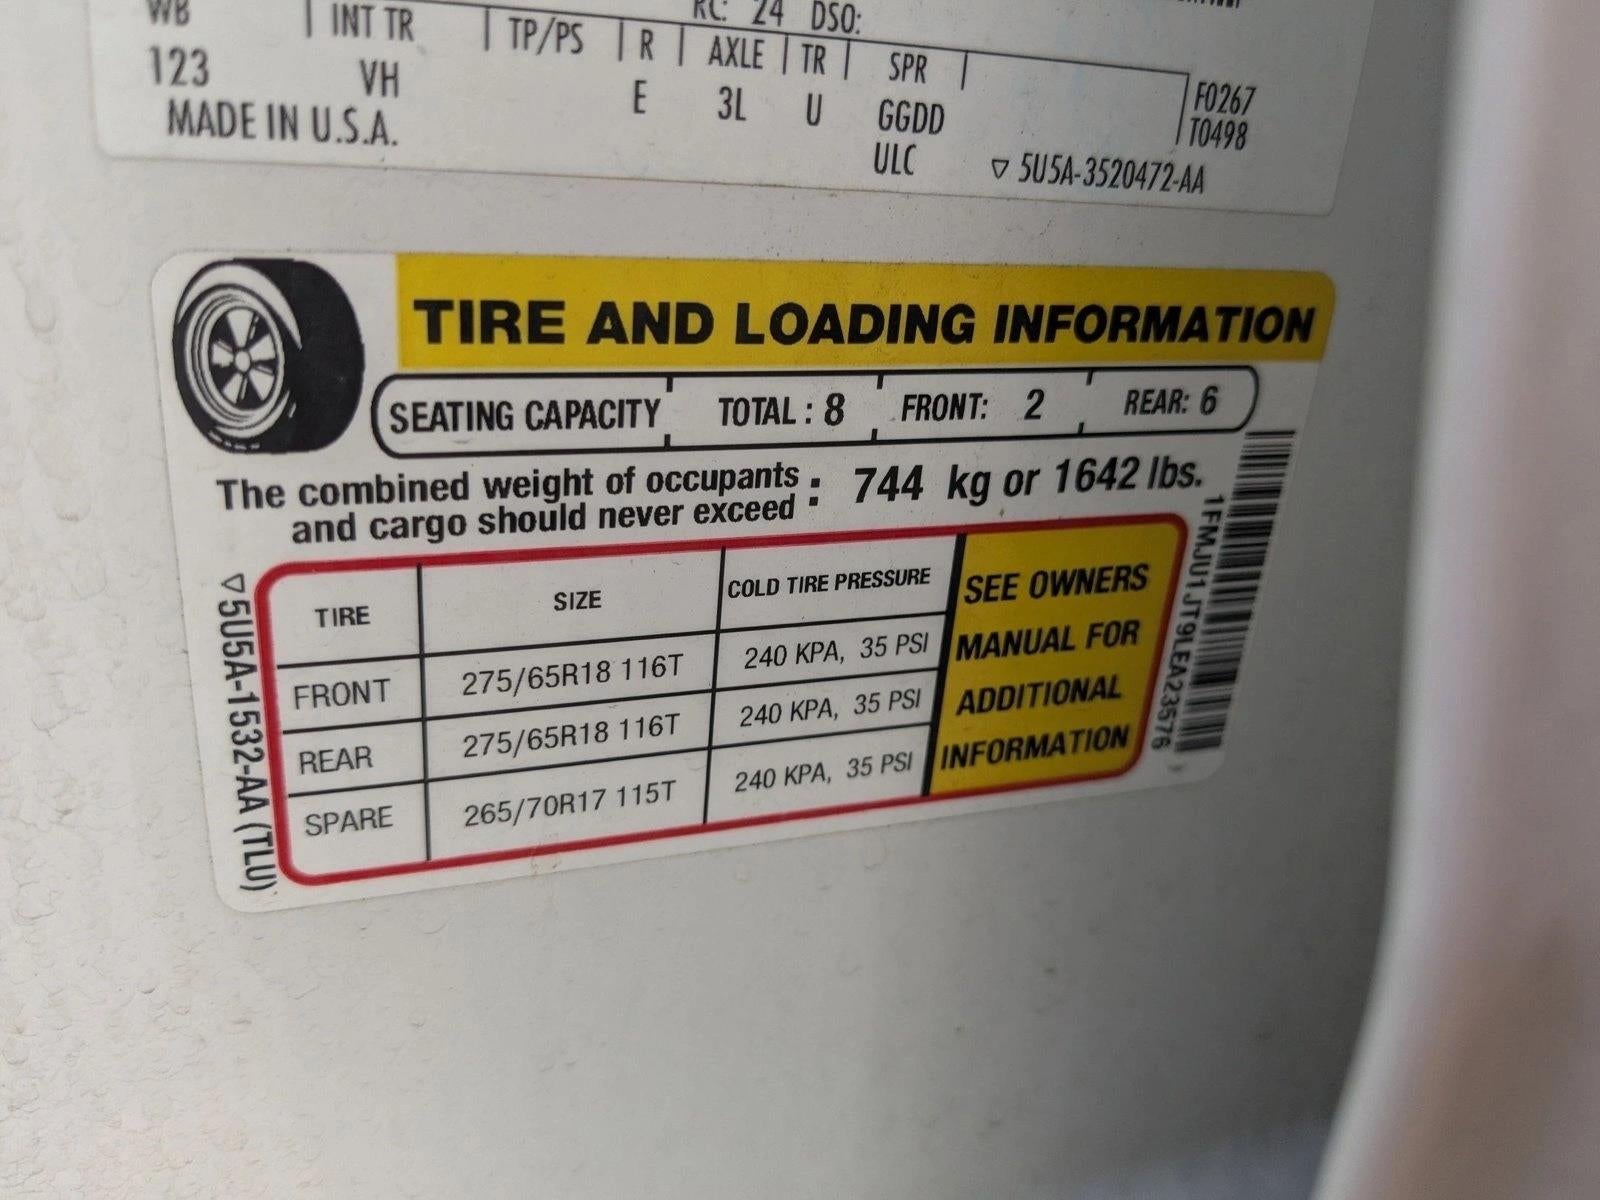 RC: 24 DSO:
WB INT TR TP/PS R AXLE TR SPR
123 VH E 3L U GGDD F0267
MADE IN U.S.A. ULC T0498
▽ 5U5A-3520472-AA
TIRE AND LOADING INFORMATION
SEATING CAPACITY TOTAL : 8 FRONT: 2 REAR: 6
The combined weight of occupants
and cargo should never exceed : 744 kg or 1642 lbs.
TIRE SIZE COLD TIRE PRESSURE
FRONT 275/65R18 116T 240 KPA, 35 PSI
REAR 275/65R18 116T 240 KPA, 35 PSI
SPARE 265/70R17 115T 240 KPA, 35 PSI
SEE OWNERS
MANUAL FOR
ADDITIONAL
INFORMATION
▽5U5A-1532-AA (TLU)
1FMJU1JT9LEA23576